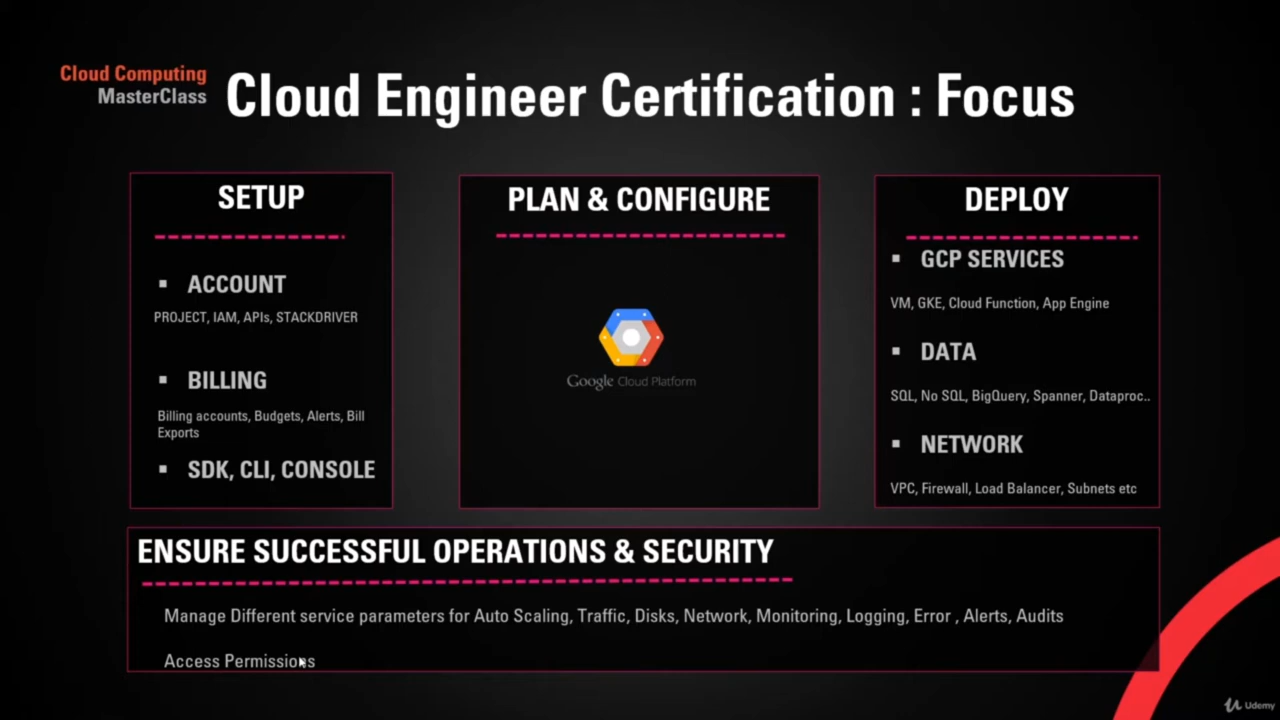 Cloud Computing
MasterClass
Cloud Engineer Certification : Focus
SETUP
▪ ACCOUNT
PROJECT, IAM, APIs, STACKDRIVER
▪ BILLING
Billing accounts, Budgets, Alerts, Bill
Exports
▪ SDK, CLI, CONSOLE
PLAN & CONFIGURE
Google Cloud Platform
DEPLOY
▪ GCP SERVICES
VM, GKE, Cloud Function, App Engine
▪ DATA
SQL, No SQL, BigQuery, Spanner, Dataproc..
▪ NETWORK
VPC, Firewall, Load Balancer, Subnets etc
ENSURE SUCCESSFUL OPERATIONS & SECURITY
Manage Different service parameters for Auto Scaling, Traffic, Disks, Network, Monitoring, Logging, Error , Alerts, Audits
Access Permissions
Udemy